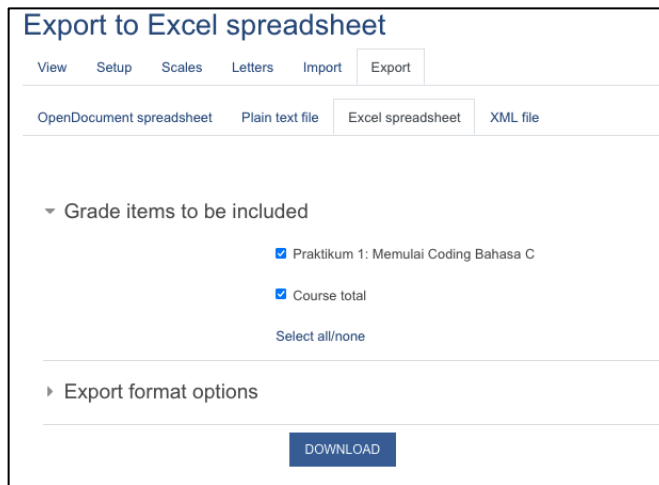 Export to Excel spreadsheet
View Setup Scales Letters Import Export
OpenDocument spreadsheet Plain text file Excel spreadsheet XML file
Grade items to be included
Praktikum 1: Memulai Coding Bahasa C
Course total
Select all/none
Export format options
DOWNLOAD